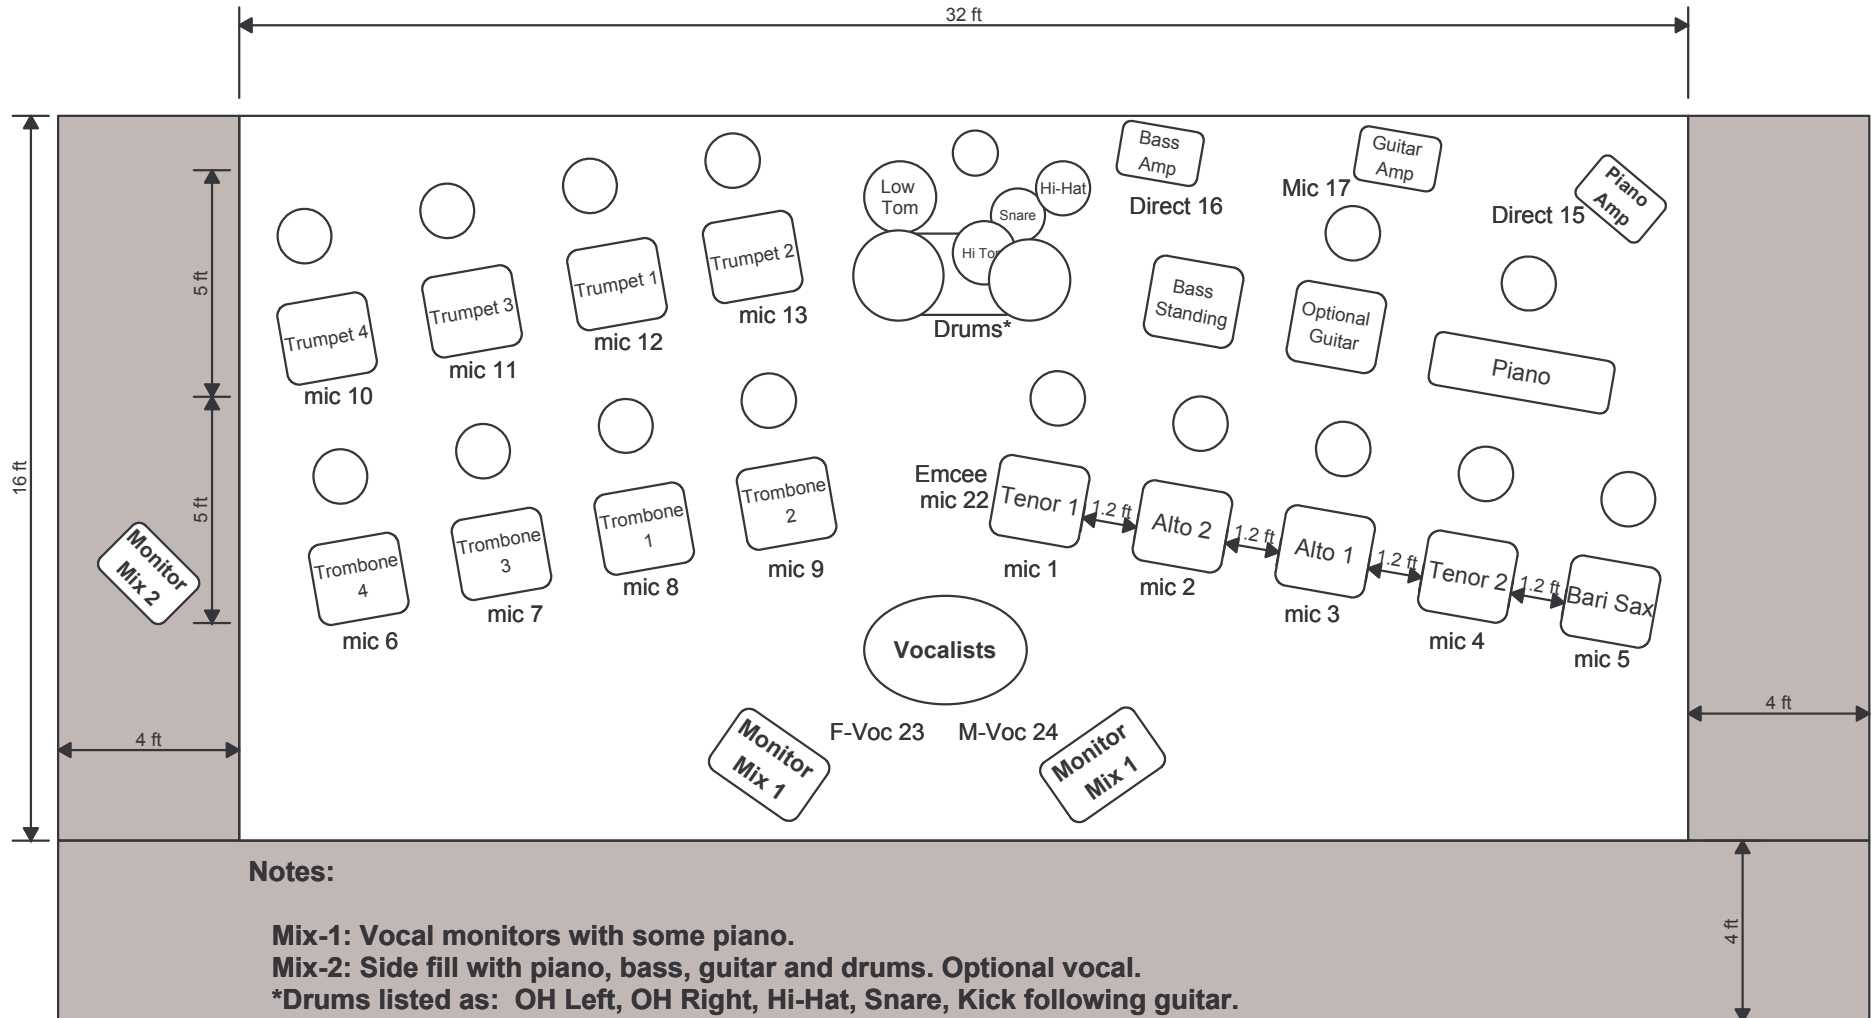 32 ft
16 ft
5 ft
5 ft
4 ft
4 ft
4 ft
Bass
Amp
Direct 16
Guitar
Amp
Mic 17
Piano
Amp
Direct 15
Low
Tom
Hi-Hat
Snare
Hi Tom
Drums*
Trumpet 4
mic 10
Trumpet 3
mic 11
Trumpet 1
mic 12
Trumpet 2
mic 13
Bass
Standing
Optional
Guitar
Piano
Trombone
4
mic 6
Trombone
3
mic 7
Trombone
1
mic 8
Trombone
2
mic 9
Emcee
mic 22
Tenor 1
mic 1
1.2 ft
Alto 2
mic 2
1.2 ft
Alto 1
mic 3
1.2 ft
Tenor 2
mic 4
1.2 ft
Bari Sax
mic 5
Monitor
Mix 2
Vocalists
F-Voc 23
M-Voc 24
Monitor
Mix 1
Monitor
Mix 1
Notes:
Mix-1: Vocal monitors with some piano.
Mix-2: Side fill with piano, bass, guitar and drums. Optional vocal.
*Drums listed as: OH Left, OH Right, Hi-Hat, Snare, Kick following guitar.